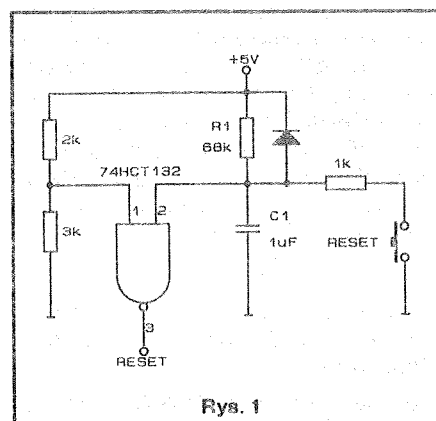 +5V
R1
68k
2k
74HCT132
1k
1
2
C1
1uF
RESET
3k
3
RESET
Rys. 1